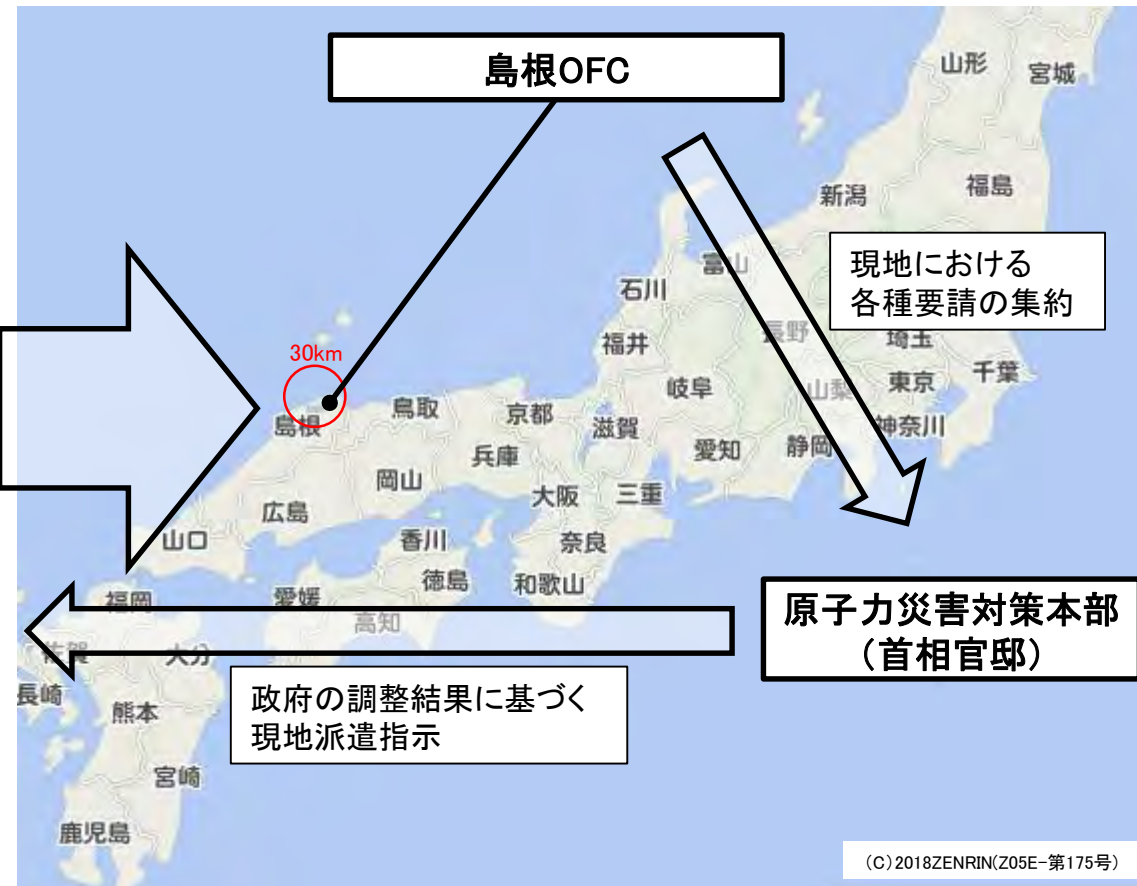 島根OFC
山形
宮城
新潟
福島
現地における
各種要請の集約
富山
石川
長野
埼玉
福井
30km
岐阜
山梨
東京
千葉
島根
鳥取
京都
滋賀
神奈川
愛知
静岡
兵庫
岡山
大阪
三重
広島
山口
香川
奈良
徳島
和歌山
福岡
愛媛
高知
原子力災害対策本部
（首相官邸）
佐賀
大分
長崎
熊本
政府の調整結果に基づく
現地派遣指示
宮崎
鹿児島
(C)2018ZENRIN(Z05E-第175号)